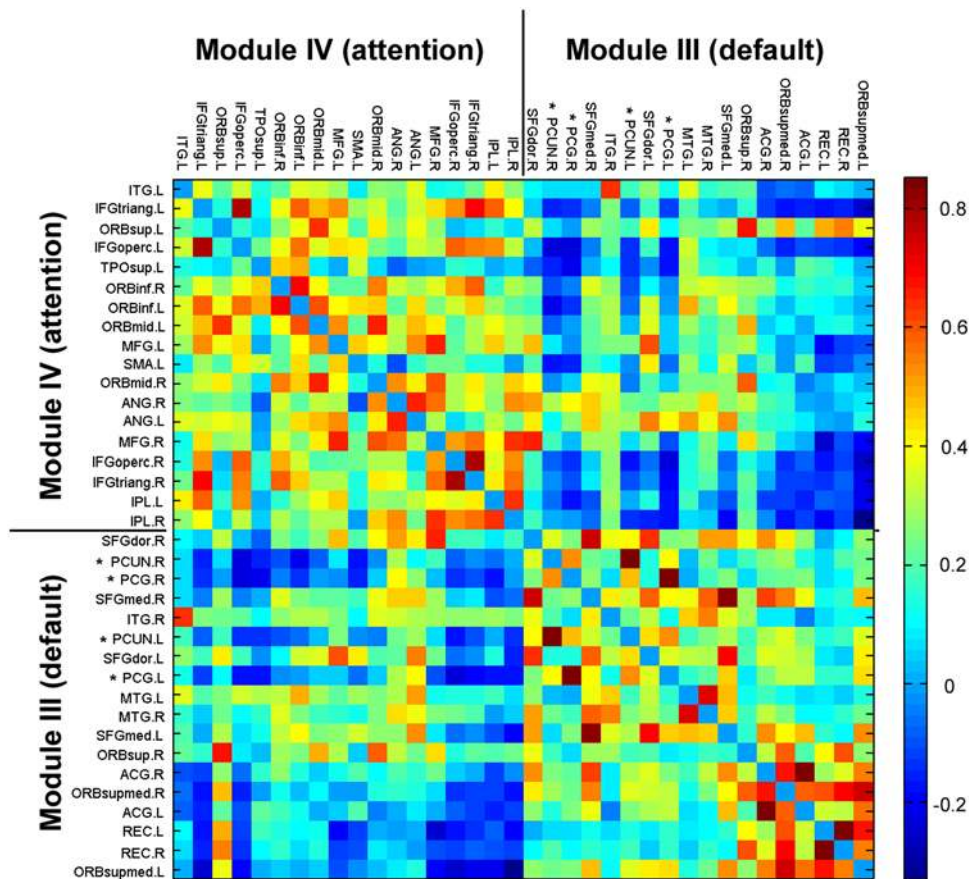 Module IV (attention)
Module III (default)
ITG.L
IFGtriang.L
ORBsup.L
IFGoperc.L
TPOsup.L
ORBinf.R
ORBinf.L
ORBmid.L
MFG.L
SMA.L
ORBmid.R
ANG.R
ANG.L
MFG.R
IFGoperc.R
IFGtriang.R
IPL.L
IPL.R
SFGdor.R
* PCUN.R
* PCG.R
SFGmed.R
ITG.R
* PCUN.L
SFGdor.L
* PCG.L
MTG.L
MTG.R
SFGmed.L
ORBsup.R
ACG.R
ORBsupmed.R
ACG.L
REC.L
REC.R
ORBsupmed.L
Module IV (attention)
ITG.L
IFGtriang.L
ORBsup.L
IFGoperc.L
TPOsup.L
ORBinf.R
ORBinf.L
ORBmid.L
MFG.L
SMA.L
ORBmid.R
ANG.R
ANG.L
MFG.R
IFGoperc.R
IFGtriang.R
IPL.L
IPL.R
Module III (default)
SFGdor.R
* PCUN.R
* PCG.R
SFGmed.R
ITG.R
* PCUN.L
SFGdor.L
* PCG.L
MTG.L
MTG.R
SFGmed.L
ORBsup.R
ACG.R
ORBsupmed.R
ACG.L
REC.L
REC.R
ORBsupmed.L
0.8
0.6
0.4
0.2
0
-0.2